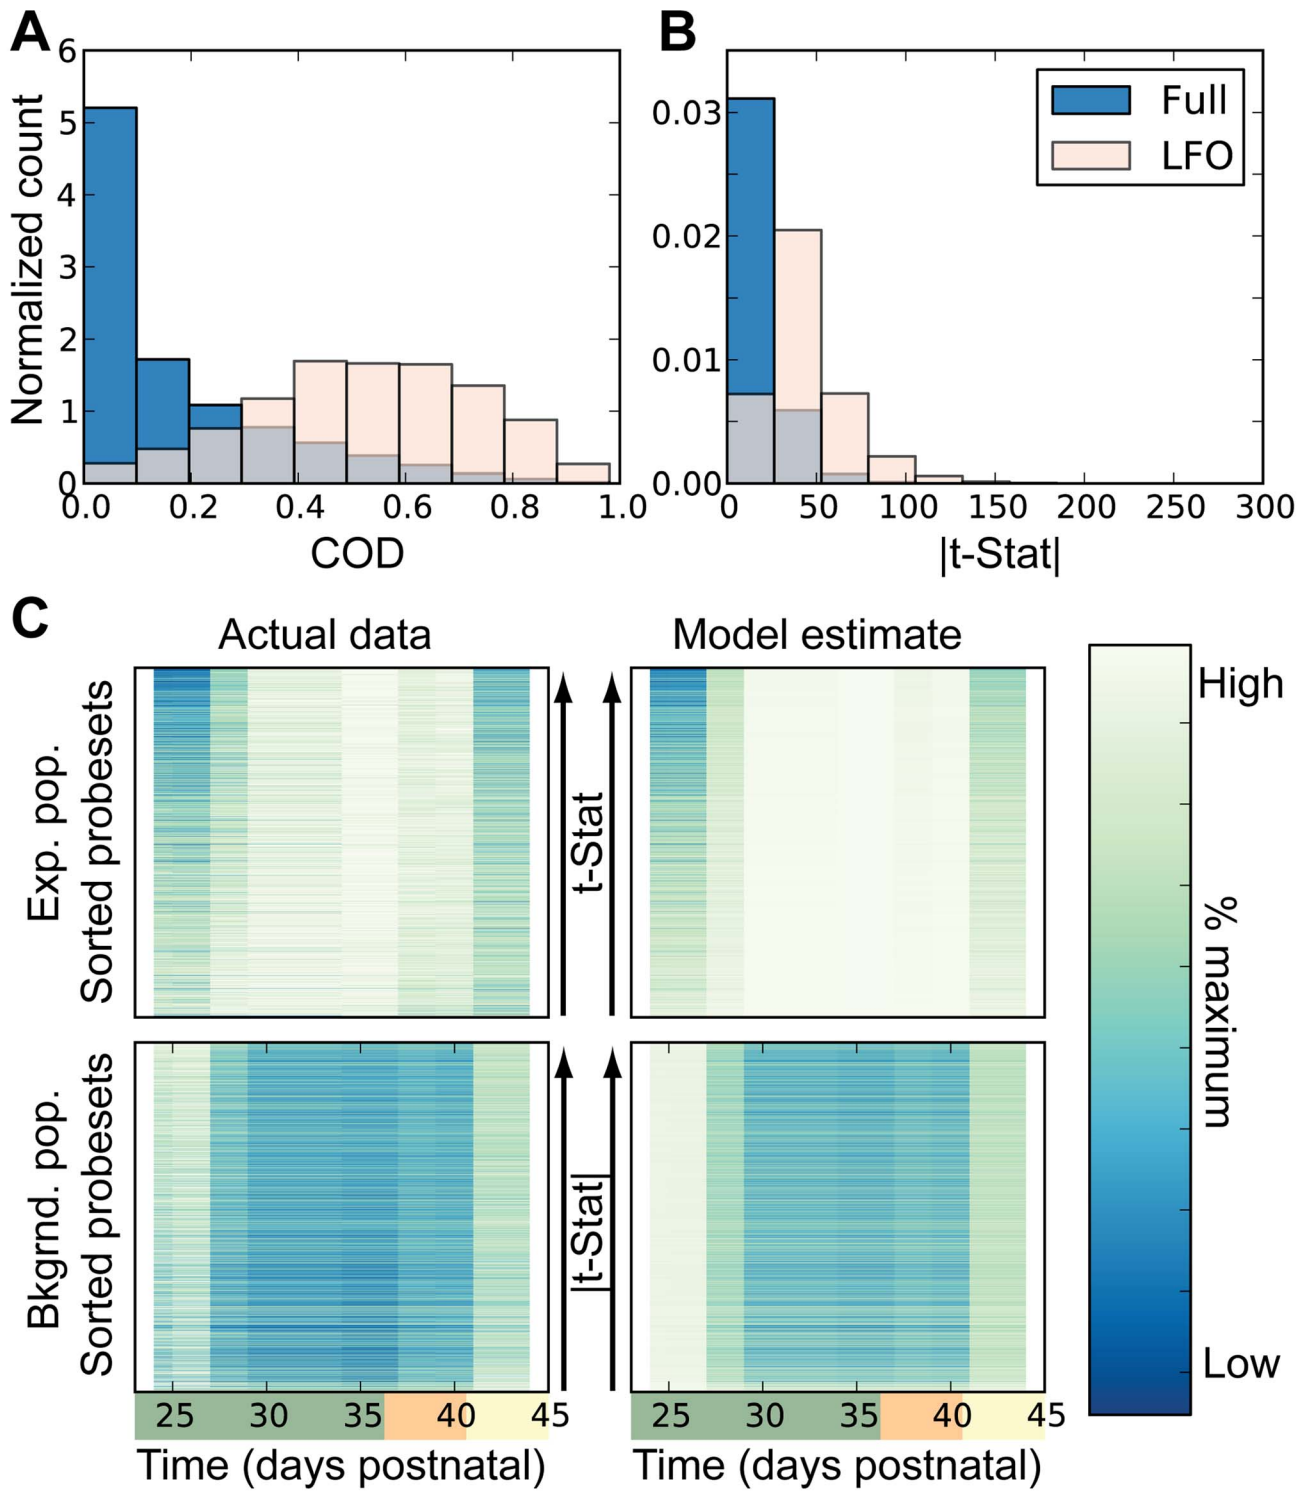 A
B
6
5
4
3
2
1
0
Normalized count
0.0 0.2 0.4 0.6 0.8 1.0
COD
0.03
0.02
0.01
0.00
0 50 100 150 200 250 300
|t-Stat|
Full
LFO
C
Actual data
Model estimate
Exp. pop.
Sorted probesets
t-Stat
Bkgrnd. pop.
Sorted probesets
|t-Stat|
High
% maximum
Low
25 30 35 40 45
25 30 35 40 45
Time (days postnatal)
Time (days postnatal)